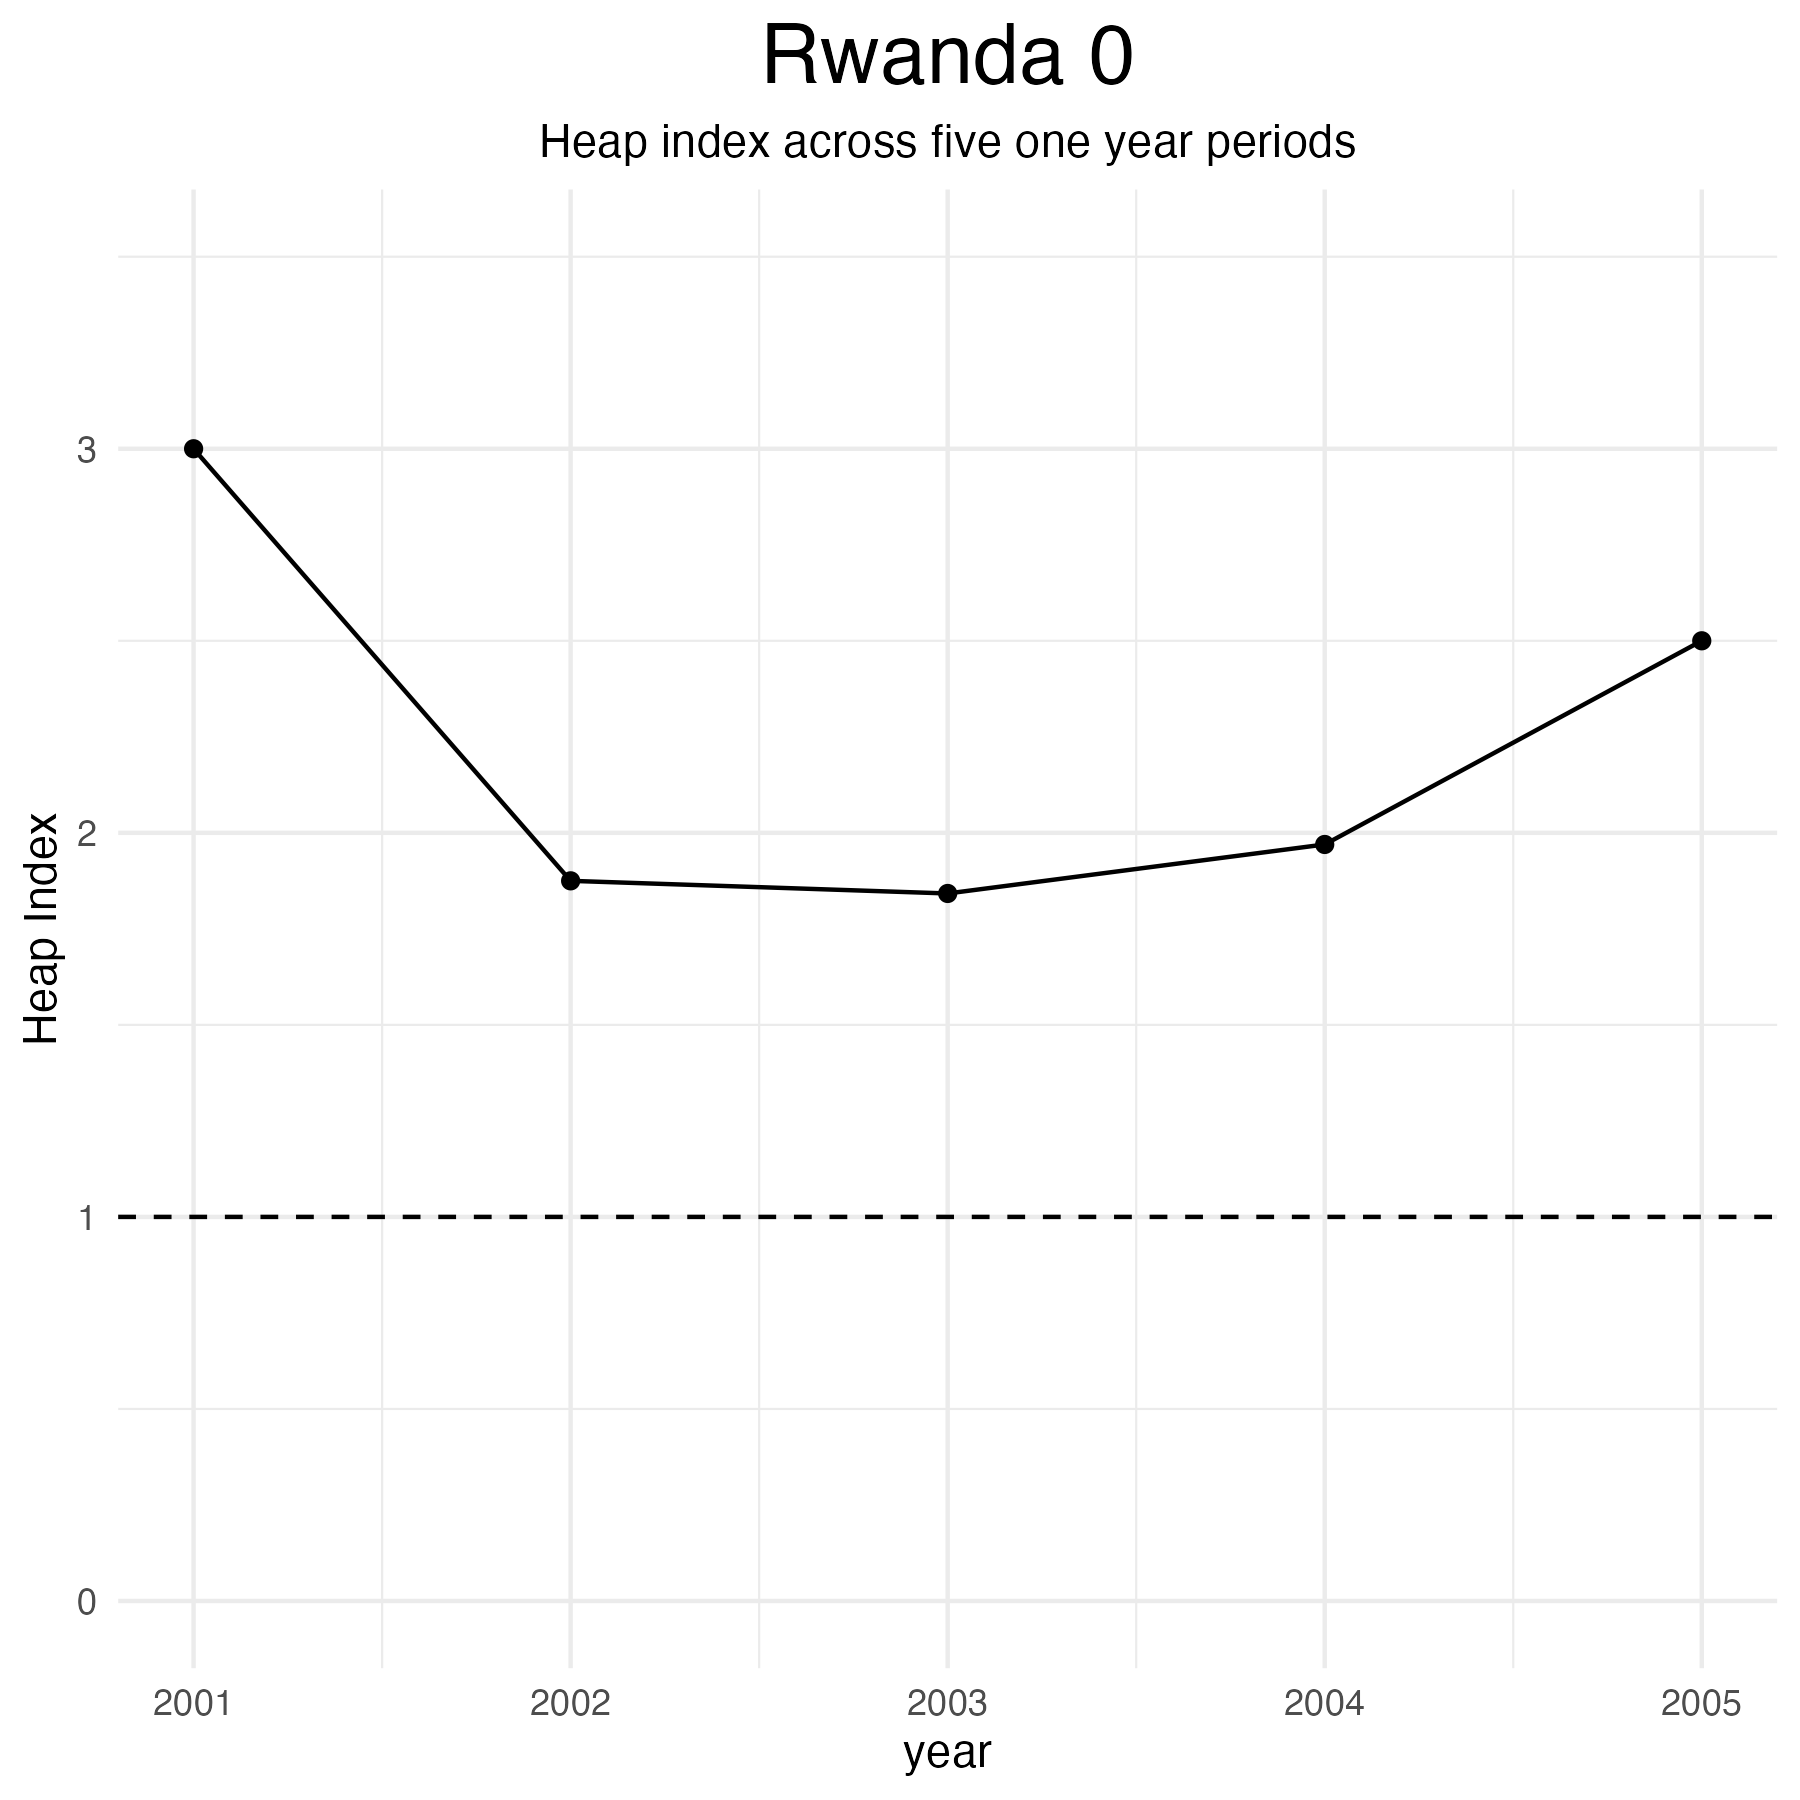 Rwanda 0
Heap index across five one year periods
Heap Index
3
2
1
0
2001 2002 2003 2004 2005
year